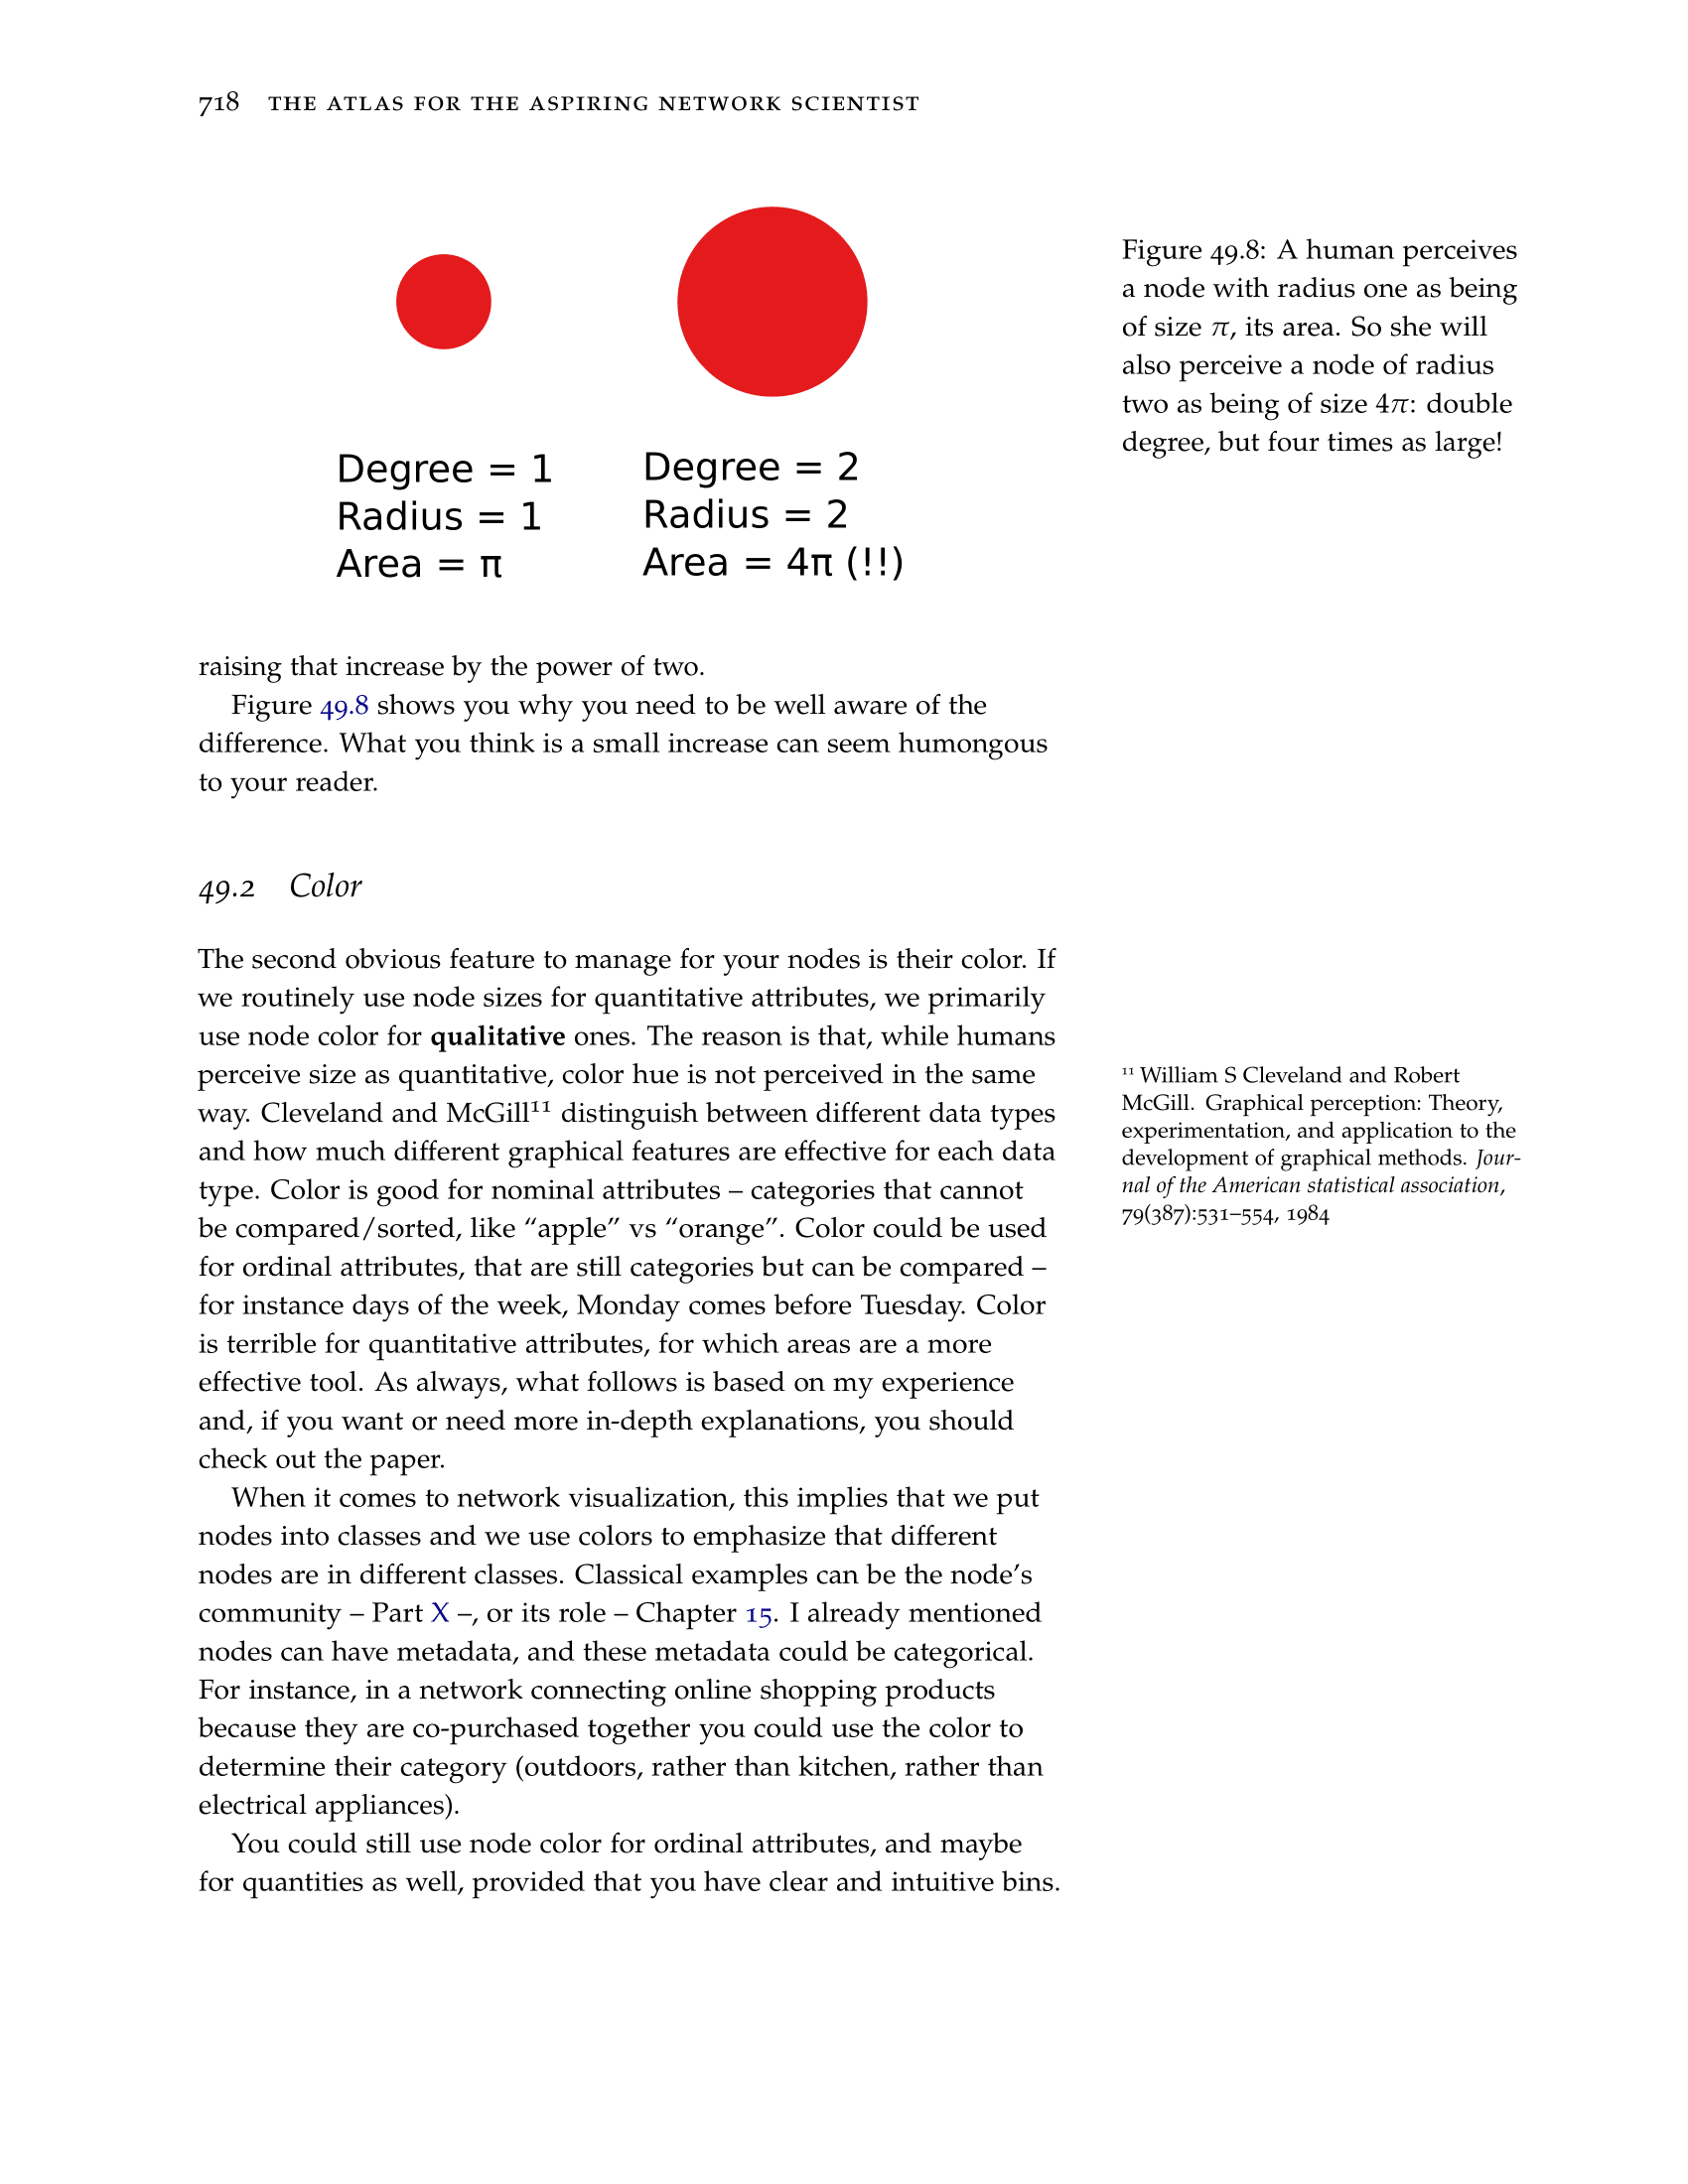 718 THE ATLAS FOR THE ASPIRING NETWORK SCIENTIST
Degree = 1
Radius = 1
Area = π
Degree = 2
Radius = 2
Area = 4π (!!)
Figure 49.8: A human perceives
a node with radius one as being
of size π, its area. So she will
also perceive a node of radius
two as being of size 4π: double
degree, but four times as large!
raising that increase by the power of two.
Figure 49.8 shows you why you need to be well aware of the
difference. What you think is a small increase can seem humongous
to your reader.
49.2 Color
The second obvious feature to manage for your nodes is their color. If
we routinely use node sizes for quantitative attributes, we primarily
use node color for qualitative ones. The reason is that, while humans
perceive size as quantitative, color hue is not perceived in the same
way. Cleveland and McGill¹¹ distinguish between different data types
and how much different graphical features are effective for each data
type. Color is good for nominal attributes – categories that cannot
be compared/sorted, like “apple” vs “orange”. Color could be used
for ordinal attributes, that are still categories but can be compared –
for instance days of the week, Monday comes before Tuesday. Color
is terrible for quantitative attributes, for which areas are a more
effective tool. As always, what follows is based on my experience
and, if you want or need more in-depth explanations, you should
check out the paper.
When it comes to network visualization, this implies that we put
nodes into classes and we use colors to emphasize that different
nodes are in different classes. Classical examples can be the node’s
community – Part X –, or its role – Chapter 15. I already mentioned
nodes can have metadata, and these metadata could be categorical.
For instance, in a network connecting online shopping products
because they are co-purchased together you could use the color to
determine their category (outdoors, rather than kitchen, rather than
electrical appliances).
You could still use node color for ordinal attributes, and maybe
for quantities as well, provided that you have clear and intuitive bins.
¹¹ William S Cleveland and Robert
McGill. Graphical perception: Theory,
experimentation, and application to the
development of graphical methods. Jour-
nal of the American statistical association,
79(387):531–554, 1984